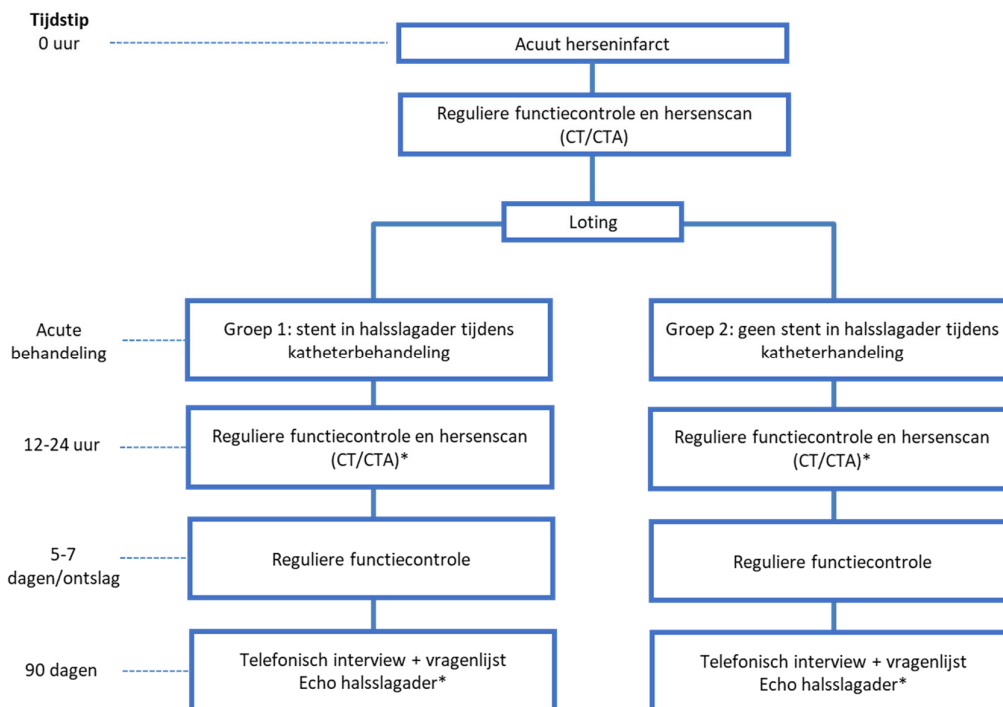 Tijdstip
0 uur
Acuut herseninfarct
Reguliere functiecontrole en hersenscan
(CT/CTA)
Loting
Acute
behandeling
Groep 1: stent in halsslagader tijdens
katheterbehandeling
Groep 2: geen stent in halsslagader tijdens
katheterhandeling
12-24 uur
Reguliere functiecontrole en hersenscan
(CT/CTA)*
Reguliere functiecontrole en hersenscan
(CT/CTA)*
5-7
dagen/ontslag
Reguliere functiecontrole
Reguliere functiecontrole
90 dagen
Telefonisch interview + vragenlijst
Echo halsslagader*
Telefonisch interview + vragenlijst
Echo halsslagader*